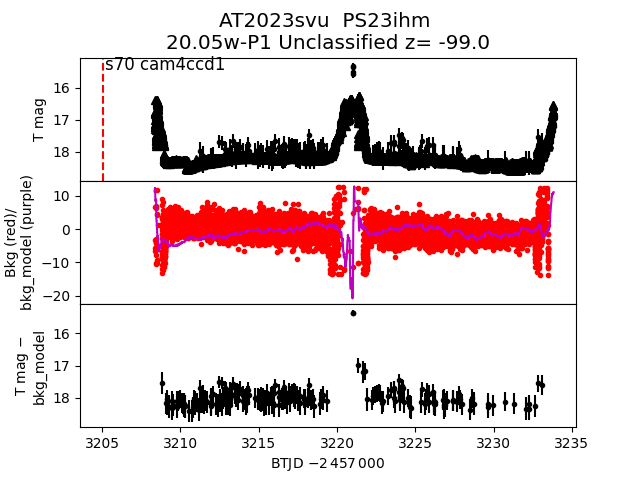 AT2023svu PS23ihm
20.05w-P1 Unclassified z= -99.0
s70 cam4ccd1
T mag
16
17
18
Bkg (red)/
bkg_model (purple)
10
0
−10
−20
T mag −
bkg_model
16
17
18
3205 3210 3215 3220 3225 3230 3235
BTJD −2 457 000